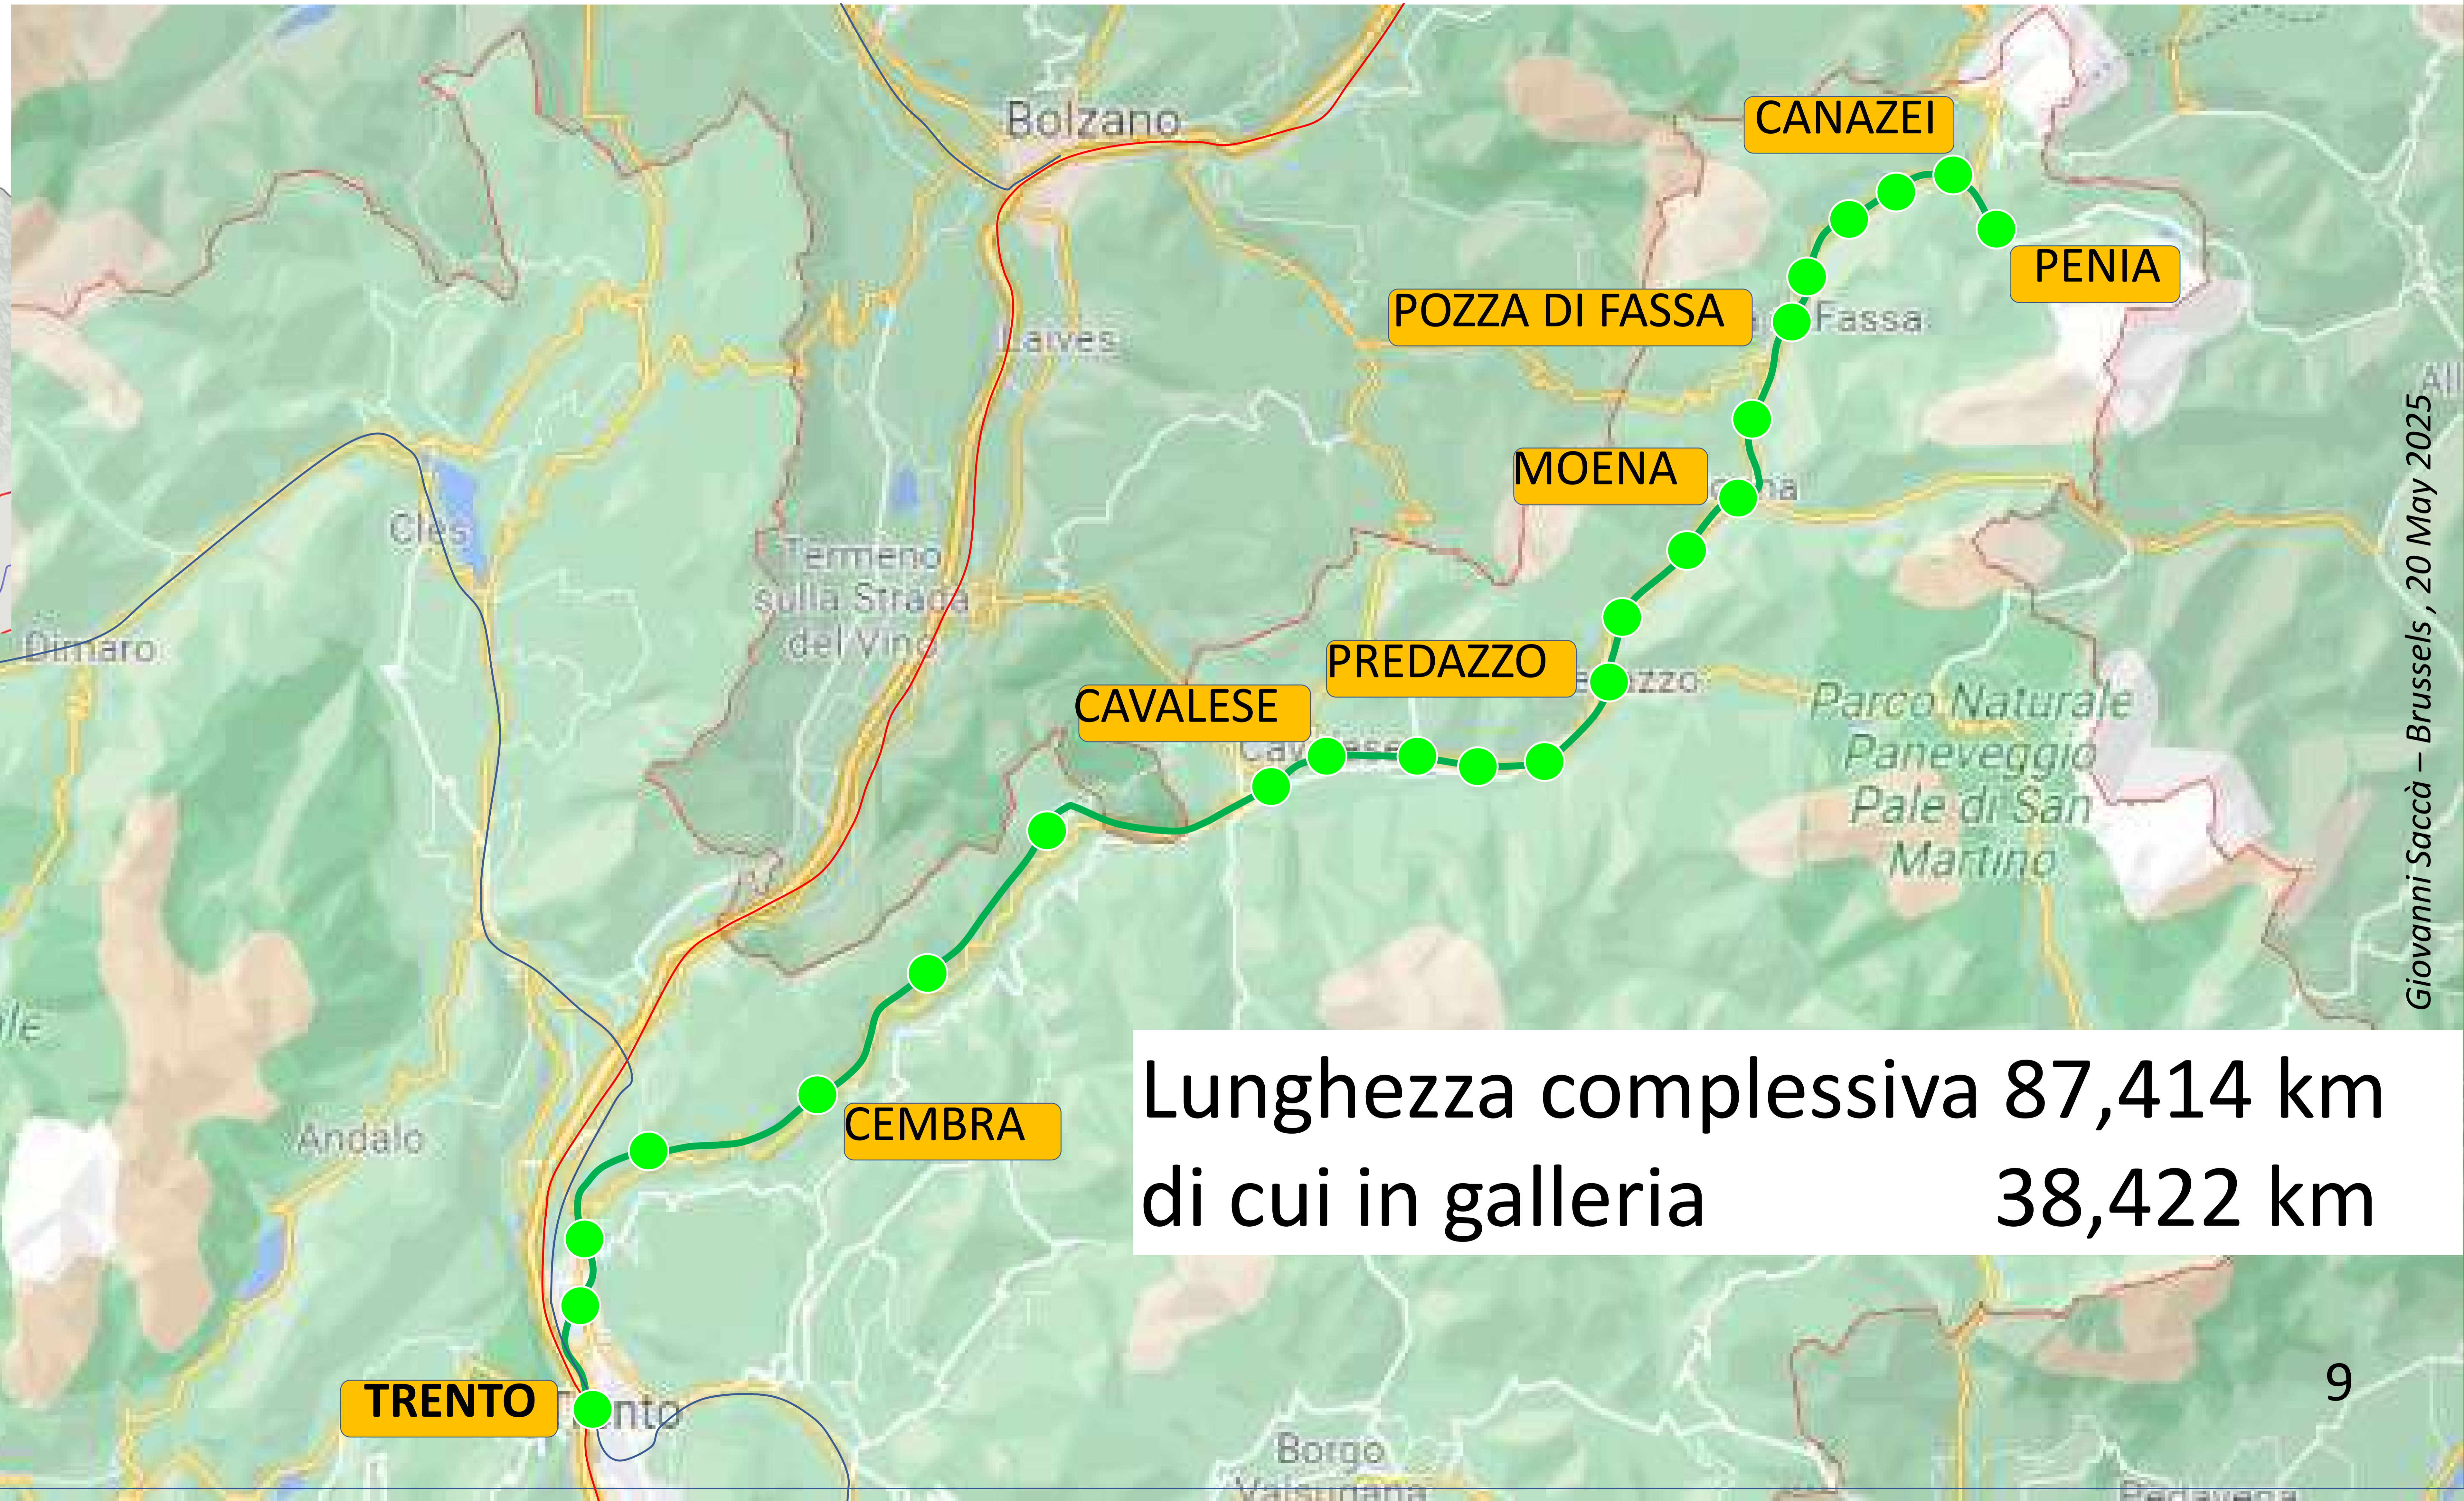 Bolzano
CANAZEI
PENIA
POZZA DI FASSA
Fassa
Laives
MOENA
Cles
Termeno
sulla Strada
del Vino
Dimaro
PREDAZZO
CAVALESE
Cavalese
Parco Naturale
Paneveggio
Pale di San
Martino
Giovanni Saccà – Brussels , 20 May 2025
Lunghezza complessiva 87,414 km
di cui in galleria 38,422 km
CEMBRA
Andalo
9
TRENTO
Borgo
Valsugana